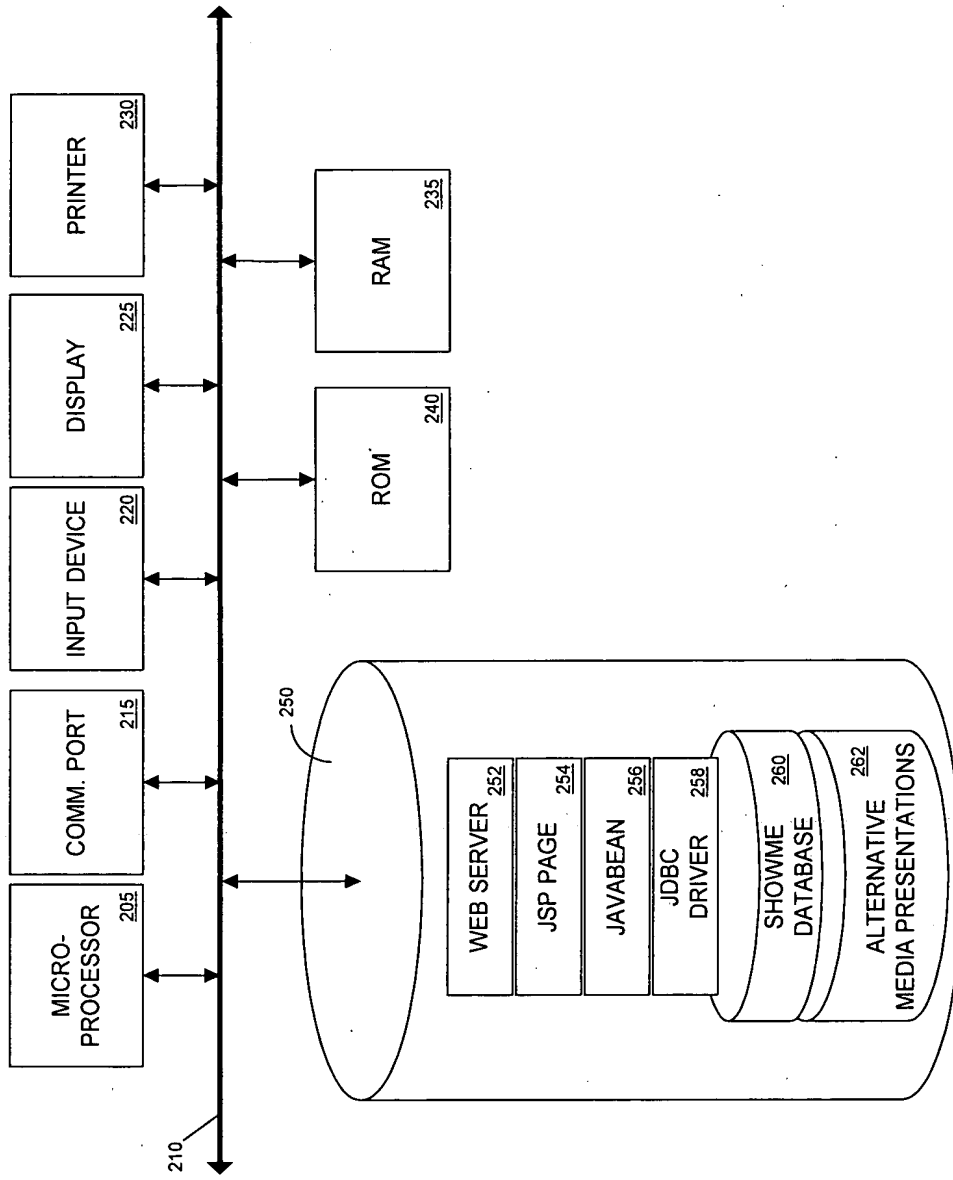 MICRO-
PROCESSOR
205
COMM. PORT
215
INPUT DEVICE
220
DISPLAY
225
PRINTER
230
210
250
ROM
240
RAM
235
WEB SERVER
252
JSP PAGE
254
JAVABEAN
256
JDBC
DRIVER
258
SHOWME
DATABASE
260
ALTERNATIVE
MEDIA PRESENTATIONS
262